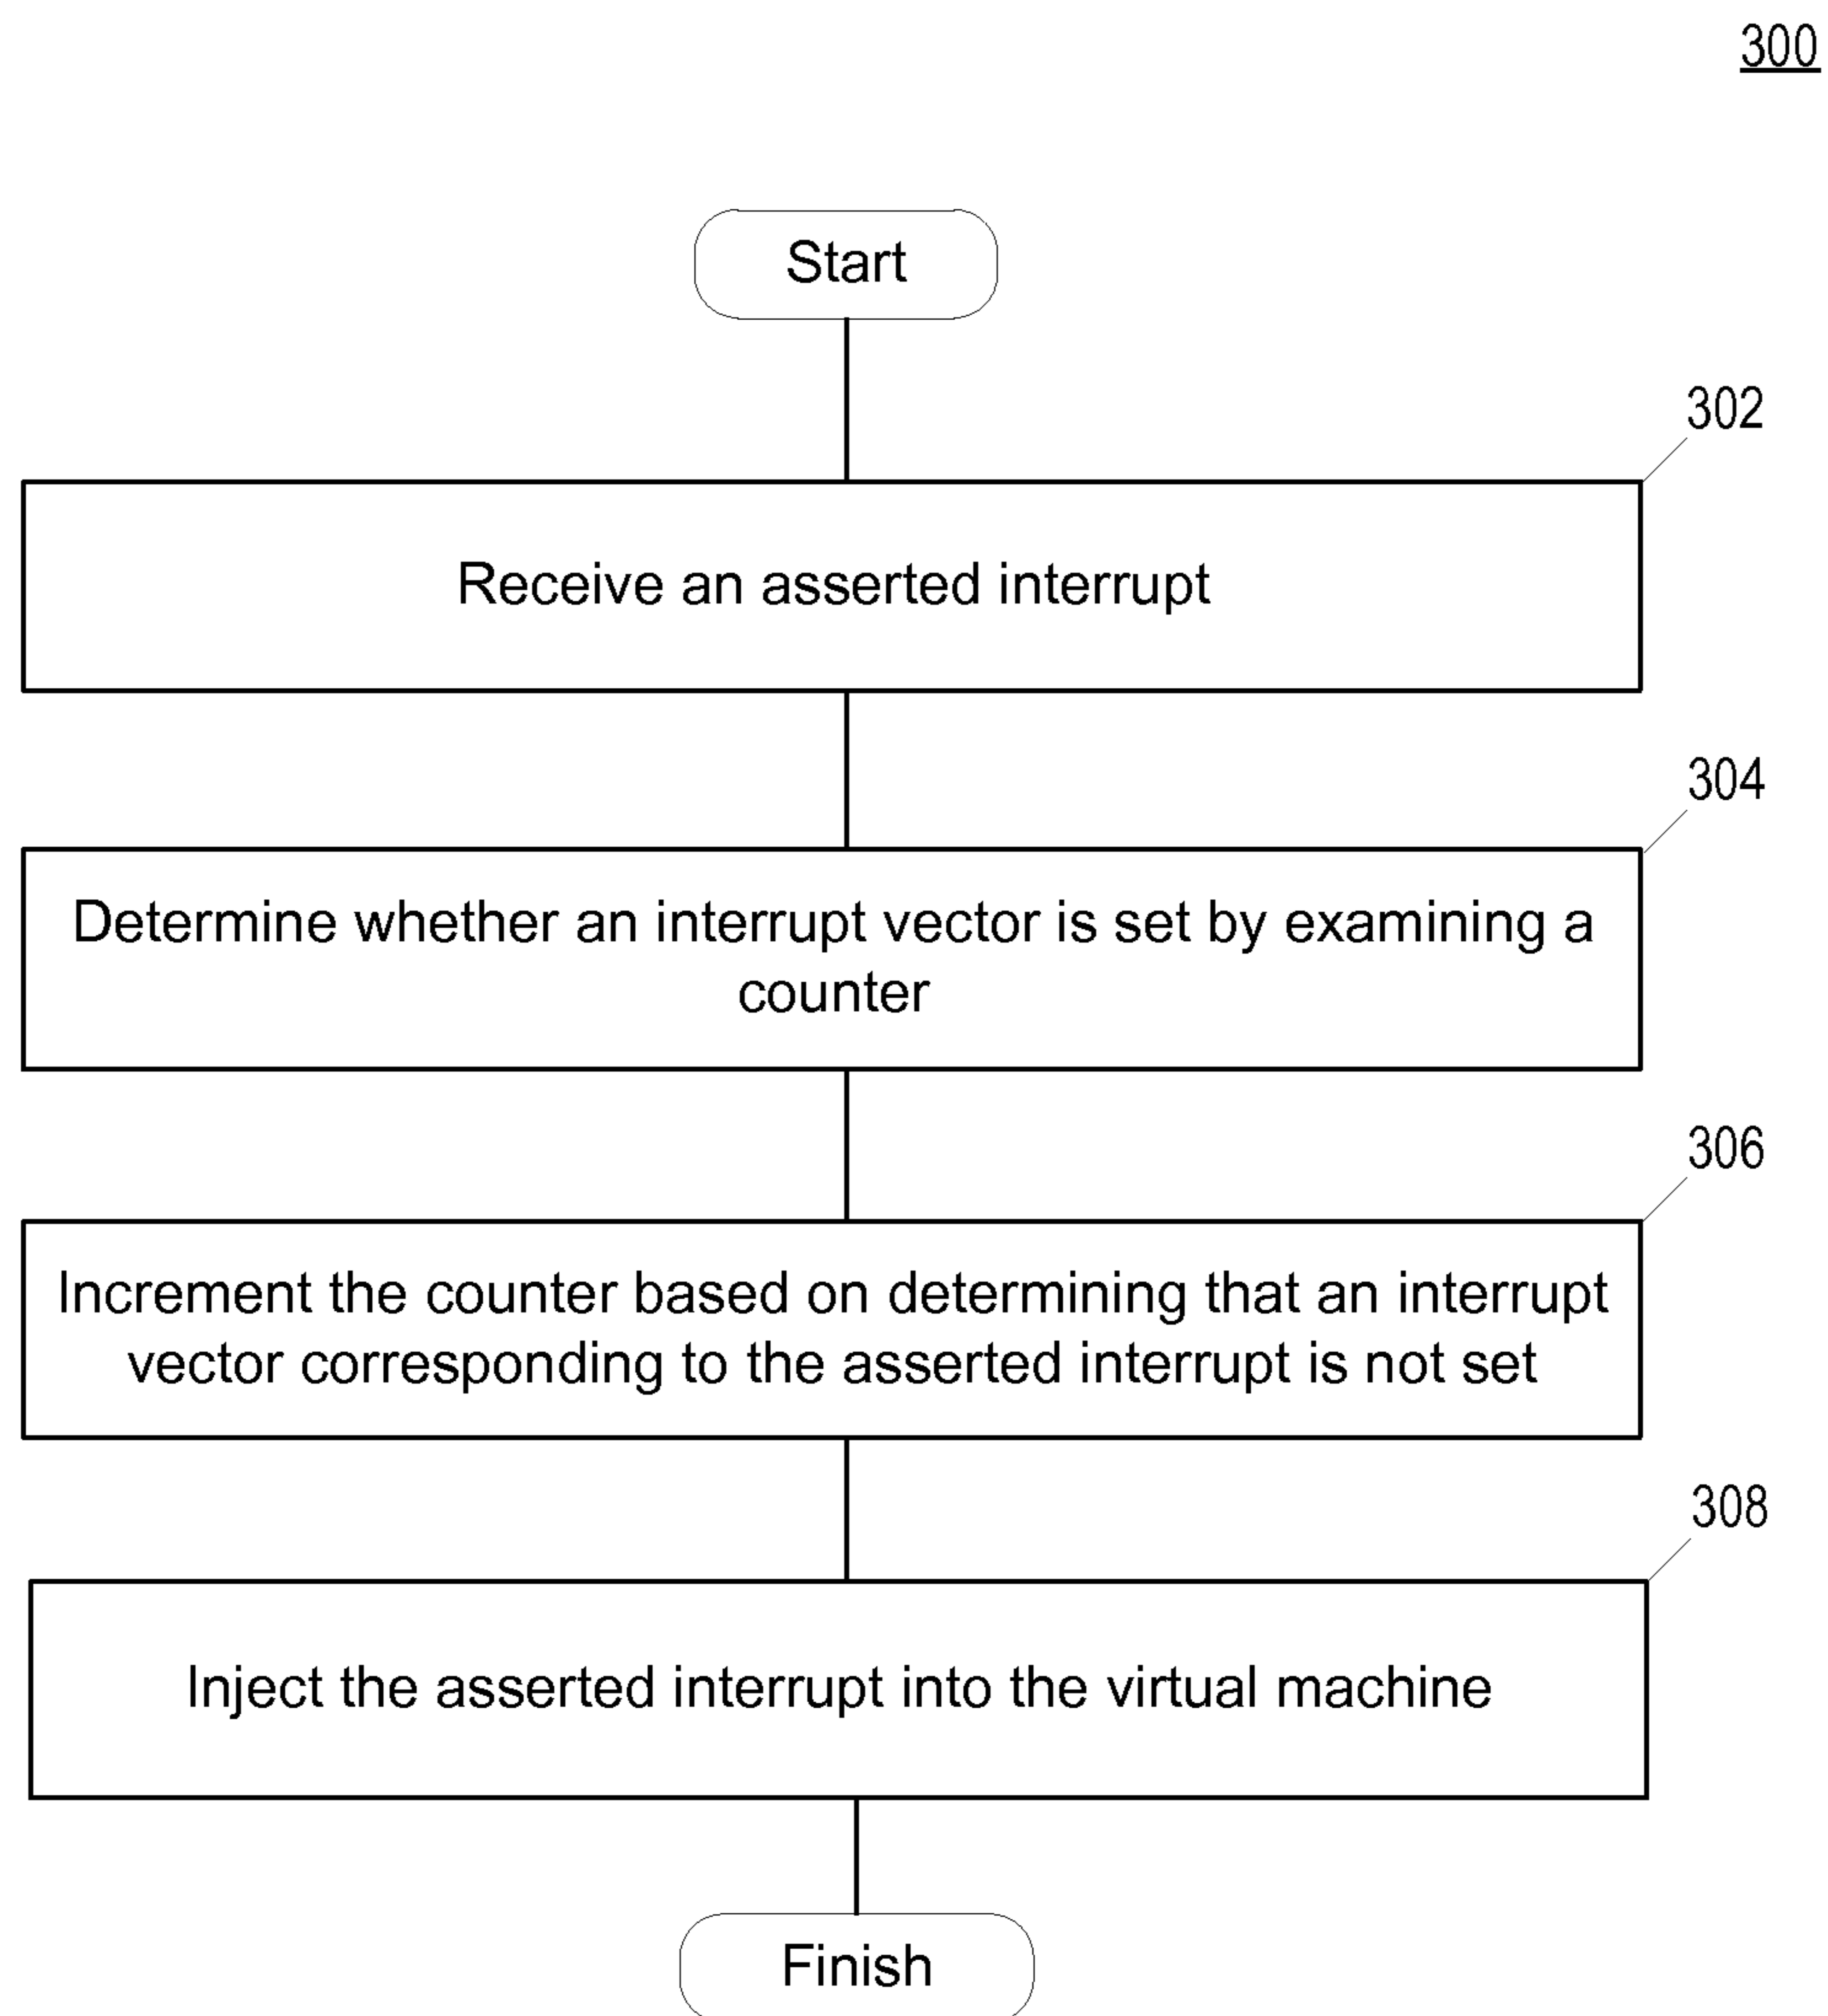 300
Start
302
Receive an asserted interrupt
304
Determine whether an interrupt vector is set by examining a
counter
306
Increment the counter based on determining that an interrupt
vector corresponding to the asserted interrupt is not set
308
Inject the asserted interrupt into the virtual machine
Finish